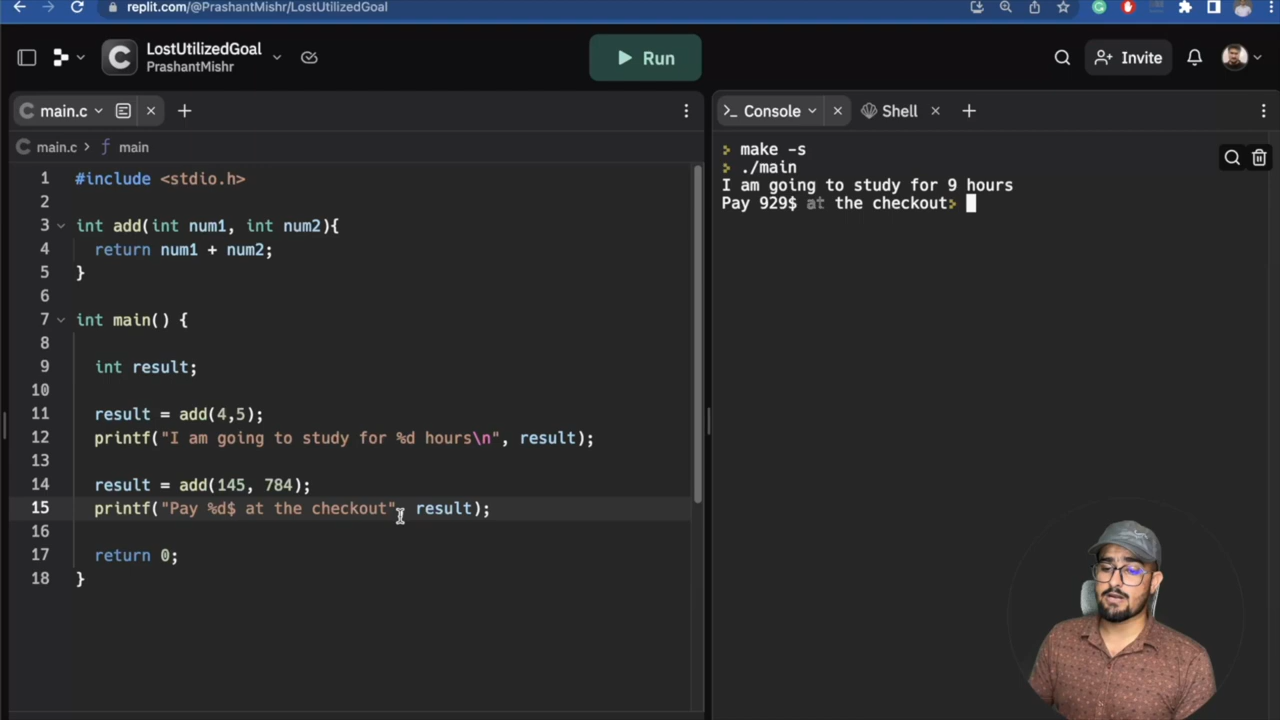 replit.com/@PrashantMishr/LostUtilizedGoal
LostUtilizedGoal
PrashantMishr
Run
Invite
main.c
Console
Shell
main.c > main
1 #include <stdio.h>
2
3 int add(int num1, int num2){
4 return num1 + num2;
5 }
6
7 int main() {
8
9 int result;
10
11 result = add(4,5);
12 printf("I am going to study for %d hours\n", result);
13
14 result = add(145, 784);
15 printf("Pay %d$ at the checkout", result);
16
17 return 0;
18 }
> make -s
> ./main
I am going to study for 9 hours
Pay 929$ at the checkout>